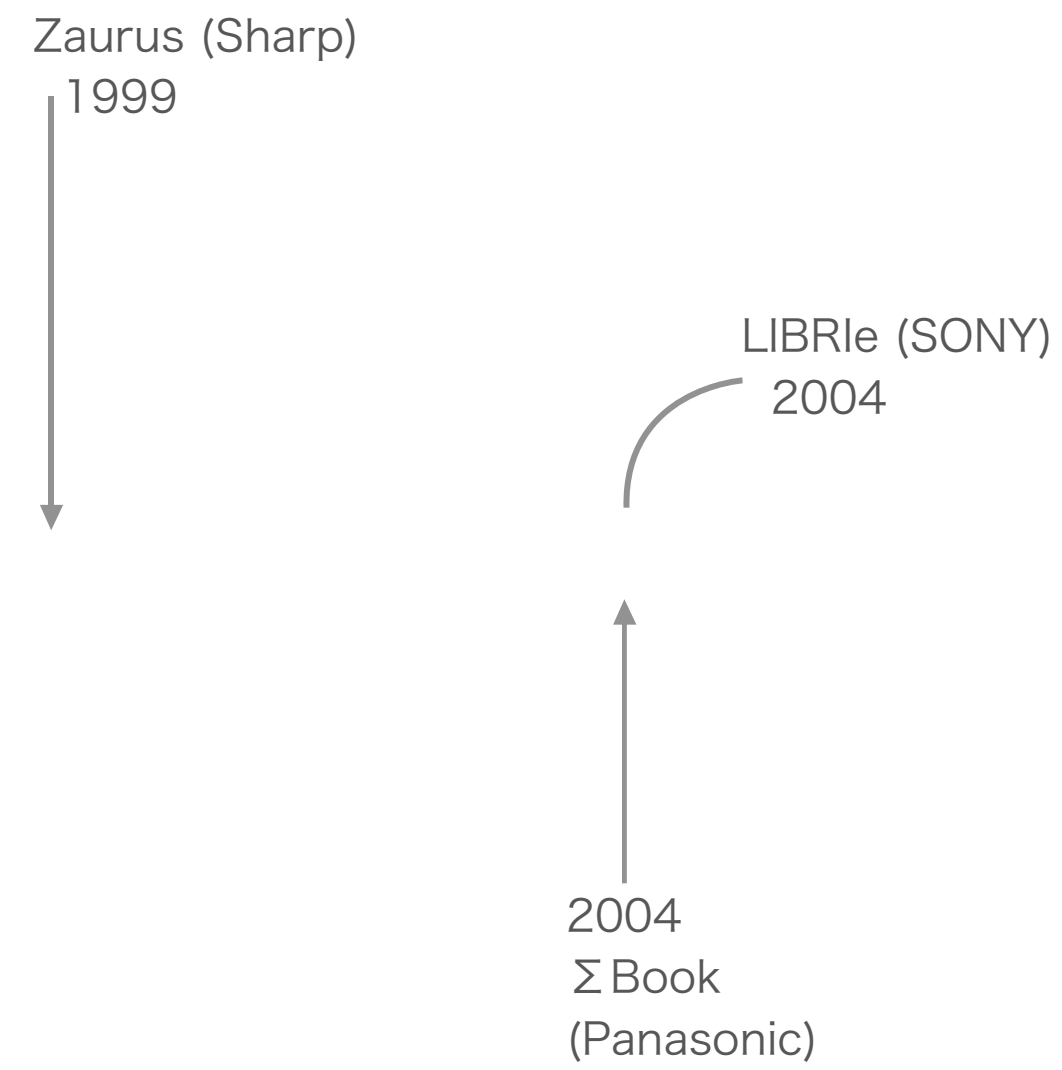 Zaurus (Sharp)
1999
LIBRIe (SONY)
2004
2004
ΣBook
(Panasonic)